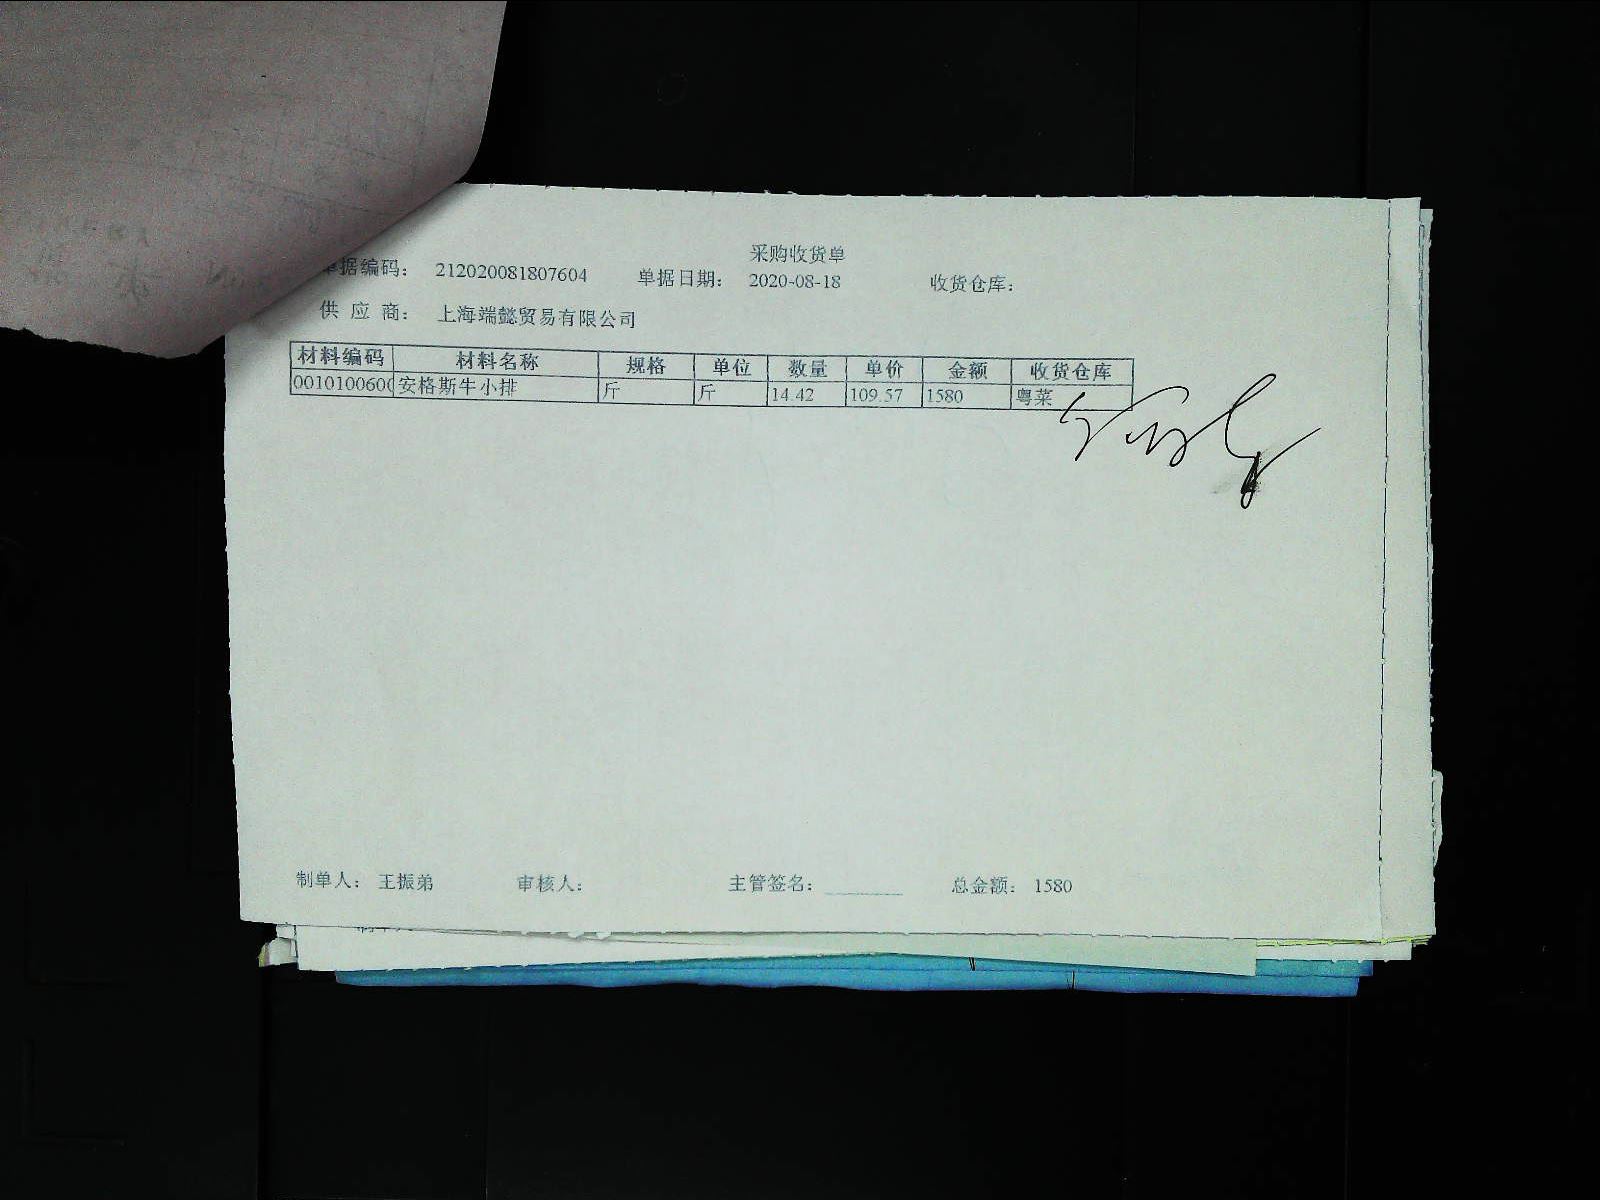 采购收货单
单据编码: 212020081807604 单据日期: 2020-08-18 收货仓库:
供 应 商: 上海端懿贸易有限公司
材料编码 材料名称 规格 单位 数量 单价 金额 收货仓库
0010100600 安格斯牛小排 斤 斤 14.42 109.57 1580 粤菜
制单人: 王振弟 审核人: 主管签名: 总金额: 1580